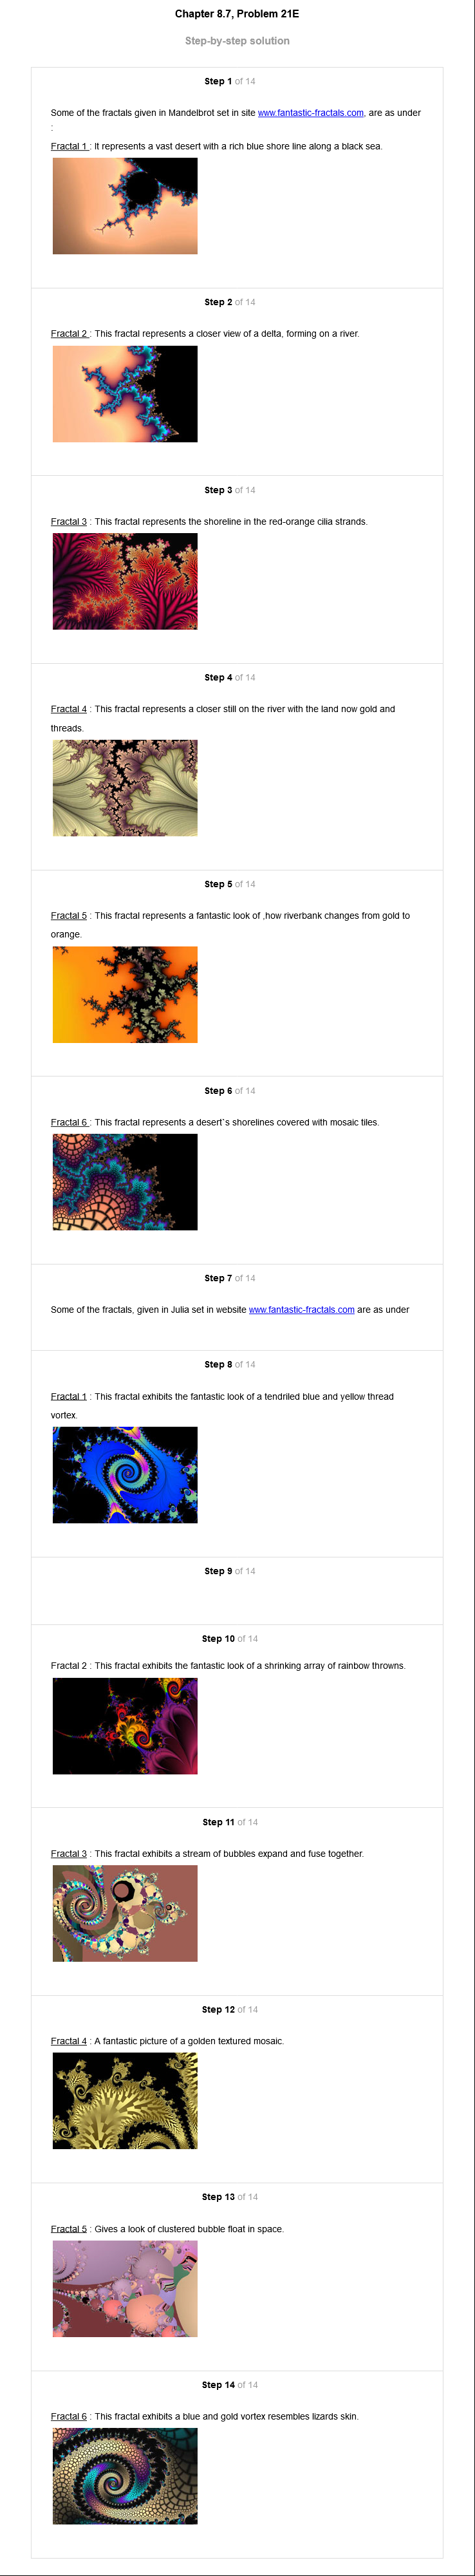 Chapter 8.7, Problem 21E
Step-by-step solution
Step 1 of 14
Some of the fractals given in Mandelbrot set in site www.fantastic-fractals.com, are as under
:
Fractal 1 : It represents a vast desert with a rich blue shore line along a black sea.
Step 2 of 14
Fractal 2 : This fractal represents a closer view of a delta, forming on a river.
Step 3 of 14
Fractal 3 : This fractal represents the shoreline in the red-orange cilia strands.
Step 4 of 14
Fractal 4 : This fractal represents a closer still on the river with the land now gold and
threads.
Step 5 of 14
Fractal 5 : This fractal represents a fantastic look of ,how riverbank changes from gold to
orange.
Step 6 of 14
Fractal 6 : This fractal represents a desert's shorelines covered with mosaic tiles.
Step 7 of 14
Some of the fractals, given in Julia set in website www.fantastic-fractals.com are as under
Step 8 of 14
Fractal 1 : This fractal exhibits the fantastic look of a tendriled blue and yellow thread
vortex.
Step 9 of 14
Step 10 of 14
Fractal 2 : This fractal exhibits the fantastic look of a shrinking array of rainbow throwns.
Step 11 of 14
Fractal 3 : This fractal exhibits a stream of bubbles expand and fuse together.
Step 12 of 14
Fractal 4 : A fantastic picture of a golden textured mosaic.
Step 13 of 14
Fractal 5 : Gives a look of clustered bubble float in space.
Step 14 of 14
Fractal 6 : This fractal exhibits a blue and gold vortex resembles lizards skin.